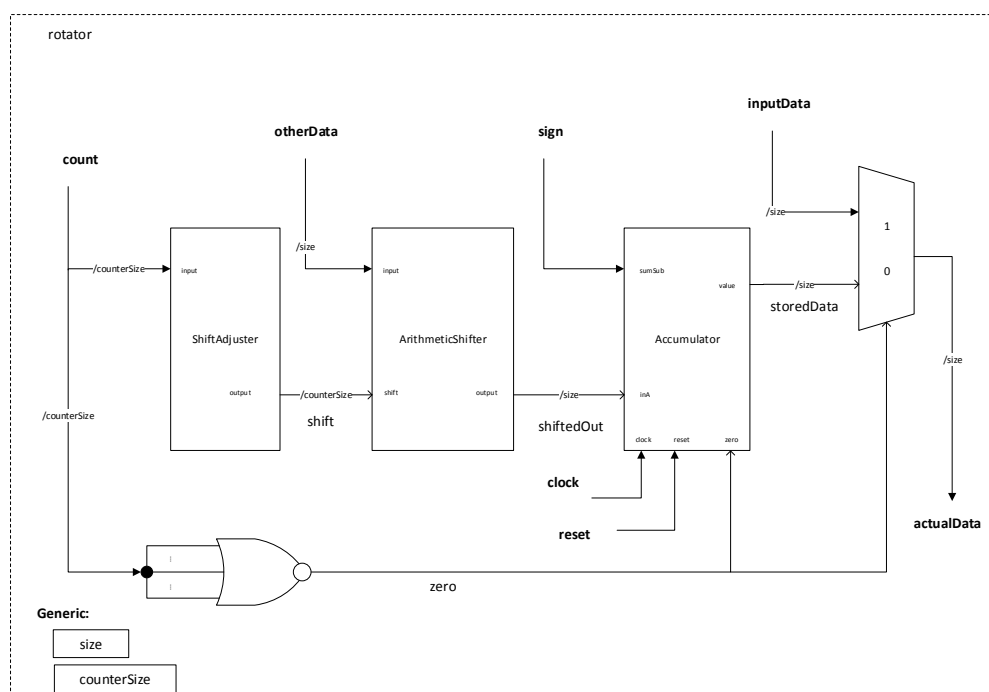 rotator
inputData
otherData
sign
count
/size
/size
1
/counterSize
input
input
sumSub
0
value
/size
storedData
ShiftAdjuster
ArithmeticShifter
Accumulator
/size
output
/counterSize
shift
output
/size
inA
/counterSize
shift
shiftedOut
clock
reset
zero
clock
actualData
reset
zero
Generic:
size
counterSize